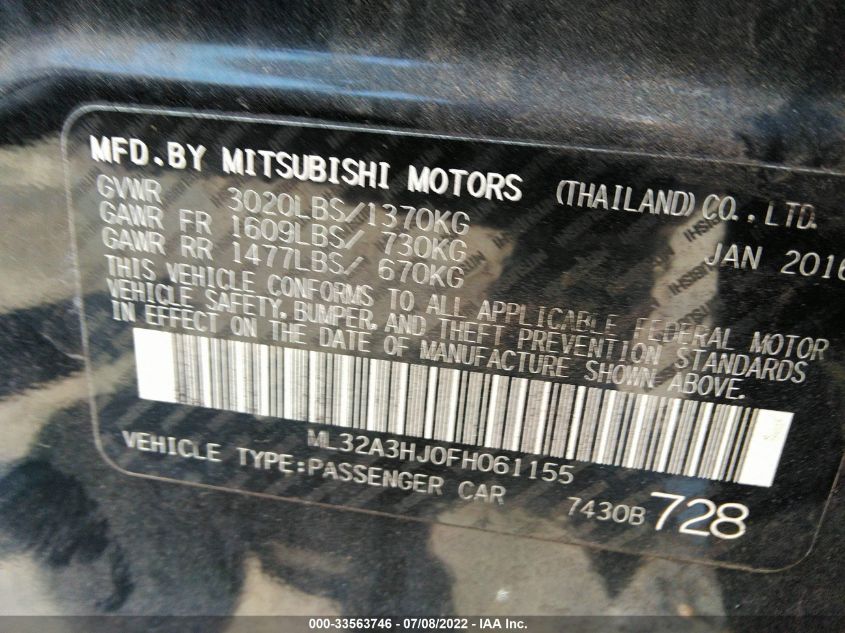 MFD.BY MITSUBISHI MOTORS (THAILAND) CO., LTD.
GVWR 3020LBS/1370KG JAN 2016
GAWR FR 1609LBS/ 730KG
GAWR RR 1477LBS/ 670KG
THIS VEHICLE CONFORMS TO ALL APPLICABLE FEDERAL MOTOR
VEHICLE SAFETY, BUMPER, AND THEFT PREVENTION STANDARDS
IN EFFECT ON THE DATE OF MANUFACTURE SHOWN ABOVE.
ML32A3HJ0FH061155
VEHICLE TYPE:PASSENGER CAR 7430B 728
000-33563746 - 07/08/2022 - IAA Inc.